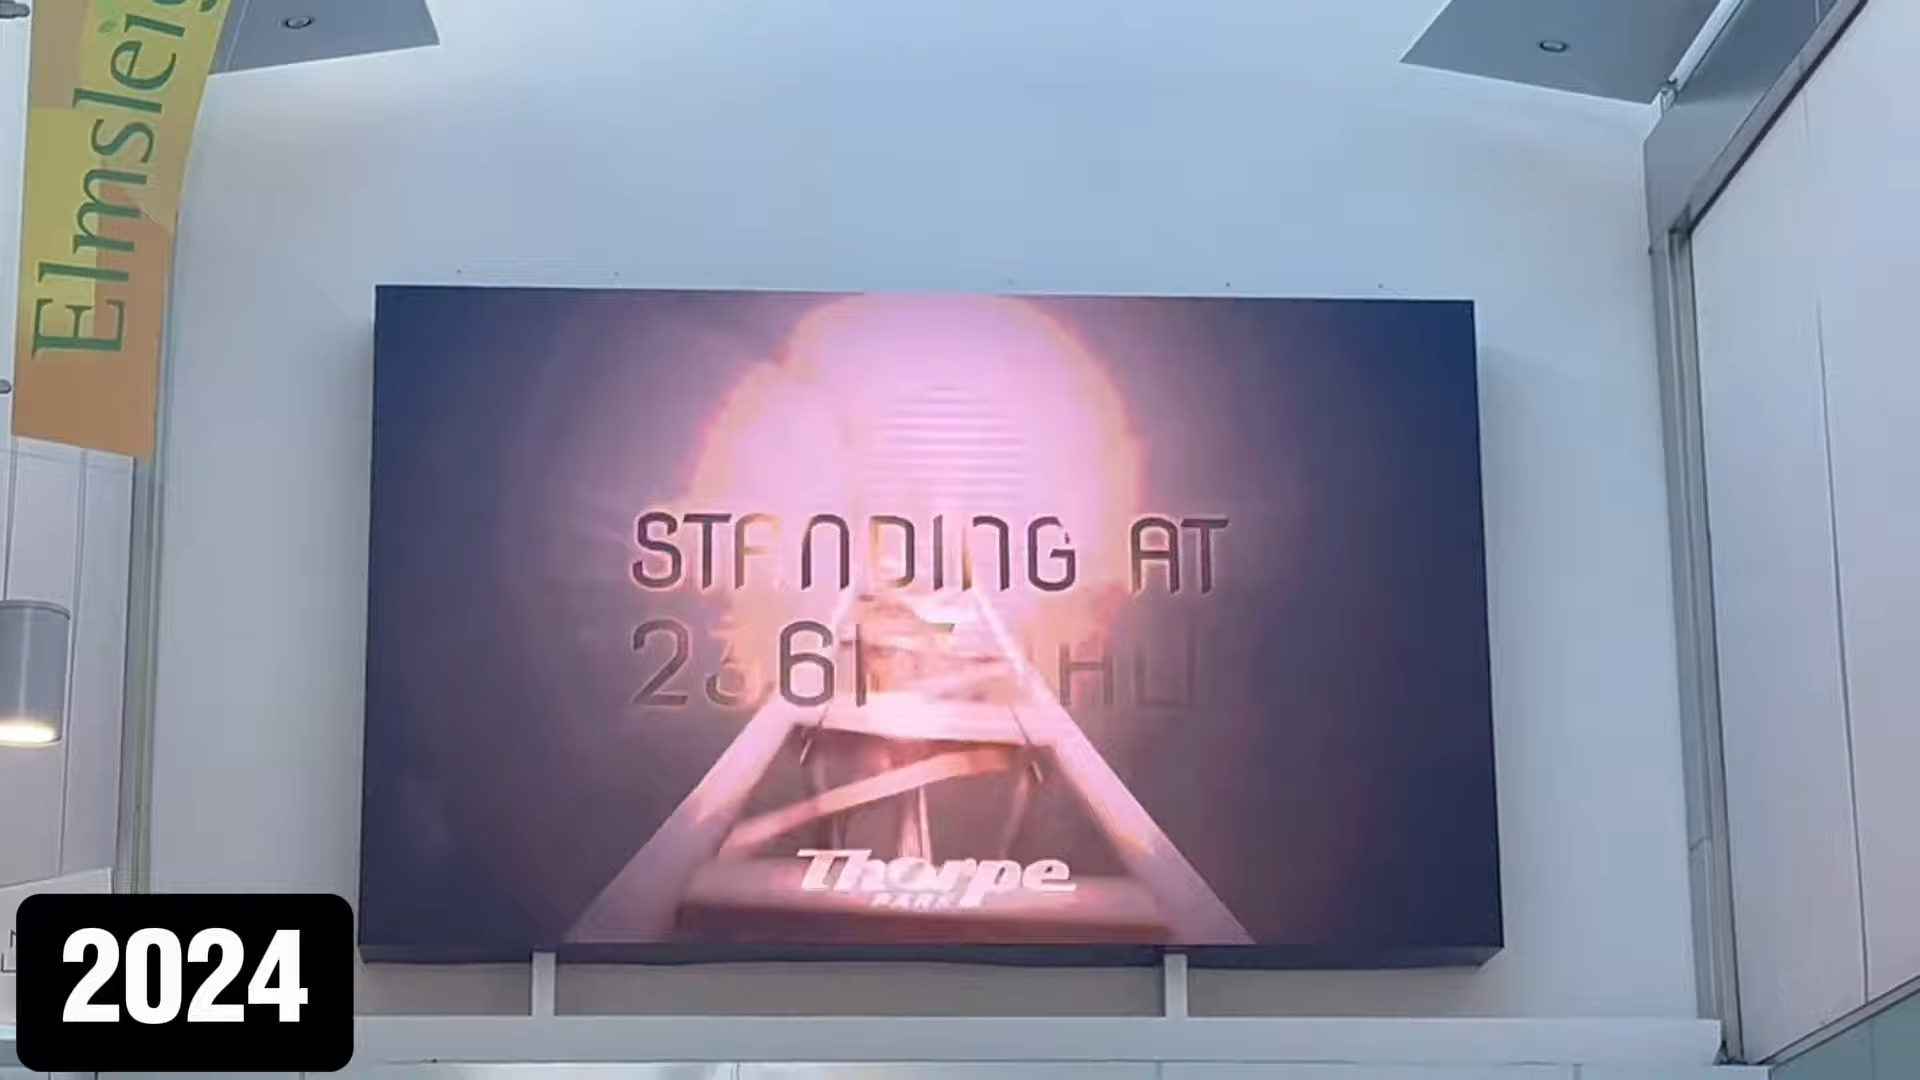 Elmsleig
STANDING AT
Thorpe
PARK
2024